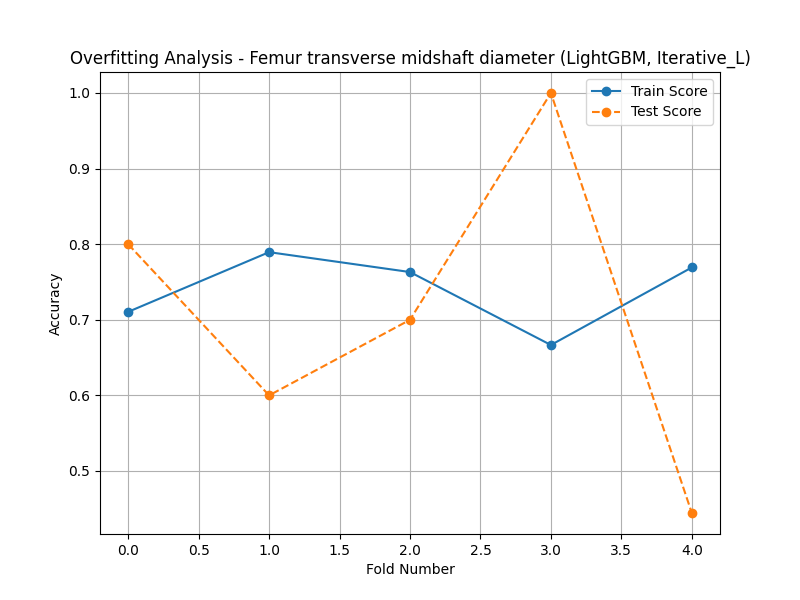 Overfitting Analysis - Femur transverse midshaft diameter (LightGBM, Iterative_L)
Train Score
Test Score
1.0
0.9
0.8
0.7
0.6
0.5
Accuracy
0.0 0.5 1.0 1.5 2.0 2.5 3.0 3.5 4.0
Fold Number